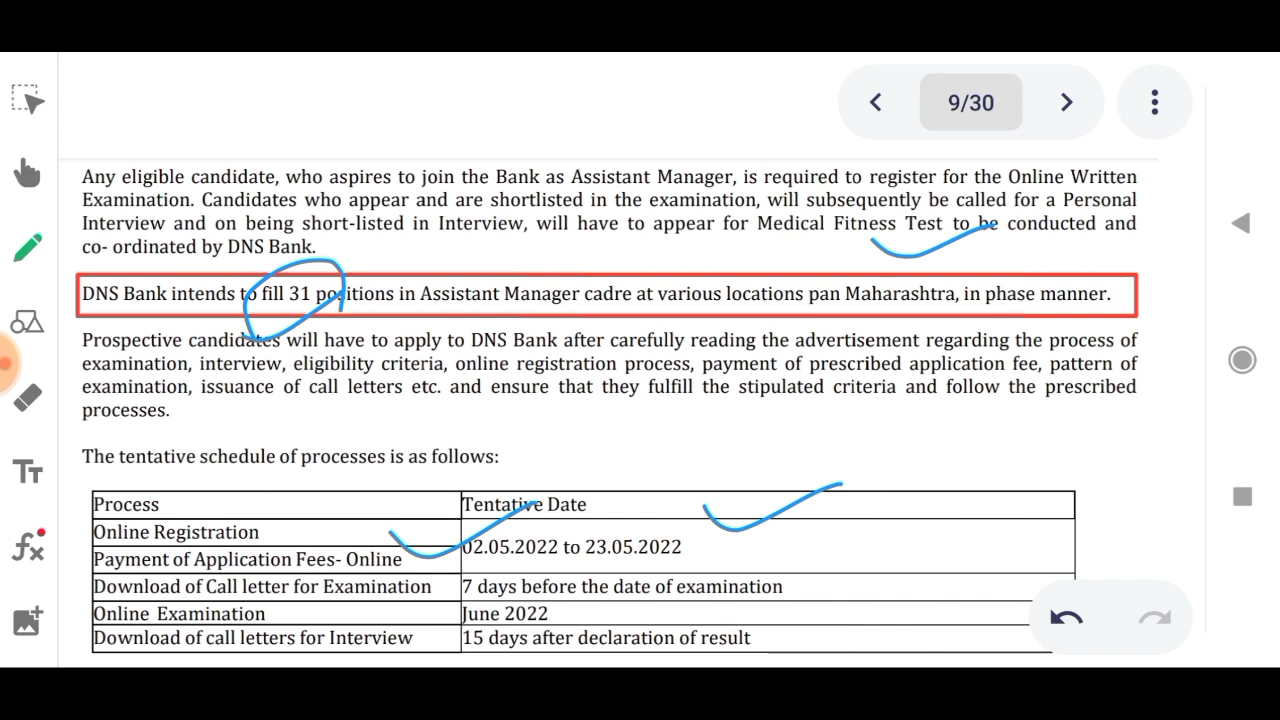 9/30
Any eligible candidate, who aspires to join the Bank as Assistant Manager, is required to register for the Online Written
Examination. Candidates who appear and are shortlisted in the examination, will subsequently be called for a Personal
Interview and on being short-listed in Interview, will have to appear for Medical Fitness Test to be conducted and
co- ordinated by DNS Bank.
DNS Bank intends to fill 31 positions in Assistant Manager cadre at various locations pan Maharashtra, in phase manner.
Prospective candidates will have to apply to DNS Bank after carefully reading the advertisement regarding the process of
examination, interview, eligibility criteria, online registration process, payment of prescribed application fee, pattern of
examination, issuance of call letters etc. and ensure that they fulfill the stipulated criteria and follow the prescribed
processes.
The tentative schedule of processes is as follows:
Process Tentative Date
Online Registration
02.05.2022 to 23.05.2022
Payment of Application Fees- Online
Download of Call letter for Examination 7 days before the date of examination
Online Examination June 2022
Download of call letters for Interview 15 days after declaration of result
TT
fx